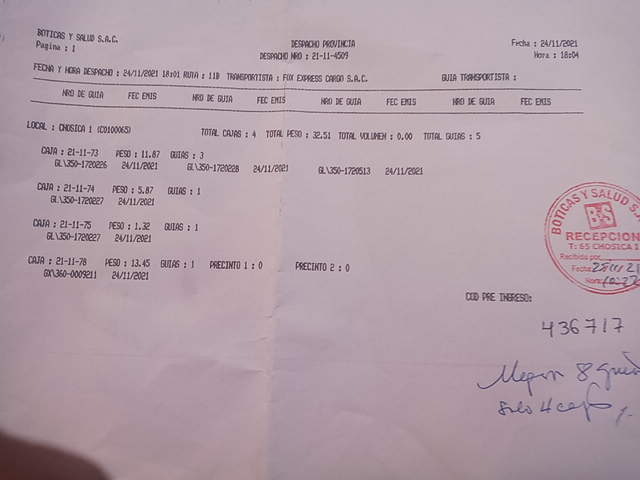 BOTICAS Y SALUD S.A.C.
Pagina : 1
DESPACHO PROVINCIA
DESPACHO NRO : 21-11-4509
Fecha : 24/11/2021
Hora : 18:04
FECHA Y HORA DESPACHO : 24/11/2021 18:01 RUTA : 11D TRANSPORTISTA : FOX EXPRESS CARGO S.A.C. GUIA TRANSPORTISTA :
NRO DE GUIA FEC EMIS NRO DE GUIA FEC EMIS NRO DE GUIA FEC EMIS NRO DE GUIA FEC EMIS
LOCAL : CHOSICA 1 (C0100065) TOTAL CAJAS : 4 TOTAL PESO : 32.51 TOTAL VOLUMEN : 0.00 TOTAL GUIAS : 5
CAJA : 21-11-73 PESO : 11.87 GUIAS : 3
GL\350-1720226 24/11/2021 GL\350-1720228 24/11/2021 GL\350-1720513 24/11/2021
CAJA : 21-11-74 PESO : 5.87 GUIAS : 1
GL\350-1720227 24/11/2021
CAJA : 21-11-75 PESO : 1.32 GUIAS : 1
GL\350-1720227 24/11/2021
CAJA : 21-11-78 PESO : 13.45 GUIAS : 1 PRECINTO 1 : 0 PRECINTO 2 : 0
GX\360-0009211 24/11/2021
BOTICAS Y SALUD S.A.
B&S
RECEPCION
T: 65 CHOSICA 1
Recibido por
Fecha
Hora
COD PRE INGRESO:
436717
8
Solo 4